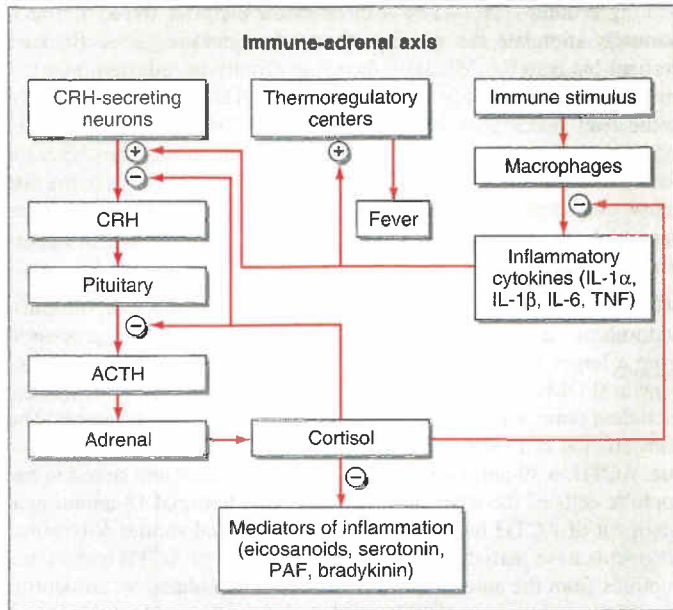 Immune-adrenal axis
CRH-secreting
neurons
Thermoregulatory
centers
Immune stimulus
+
−
+
Macrophages
−
CRH
Fever
Inflammatory
cytokines (IL-1α,
IL-1β, IL-6, TNF)
Pituitary
−
ACTH
Adrenal
Cortisol
−
Mediators of inflammation
(eicosanoids, serotonin,
PAF, bradykinin)